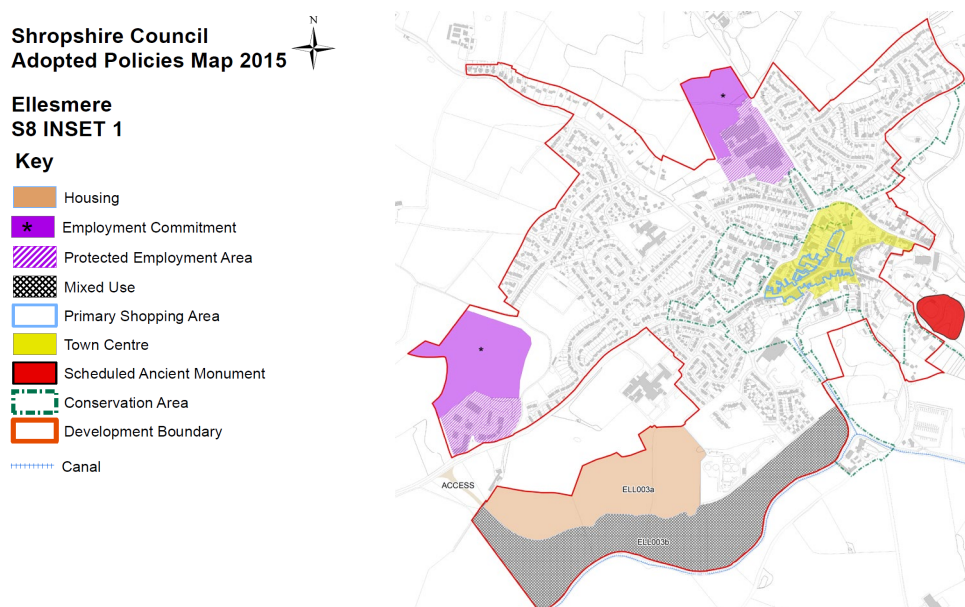 Shropshire Council
Adopted Policies Map 2015
N
Ellesmere
S8 INSET 1
Key
Housing
* Employment Commitment
Protected Employment Area
Mixed Use
Primary Shopping Area
Town Centre
Scheduled Ancient Monument
Conservation Area
Development Boundary
Canal
*
*
ACCESS
ELL003a
ELL003b